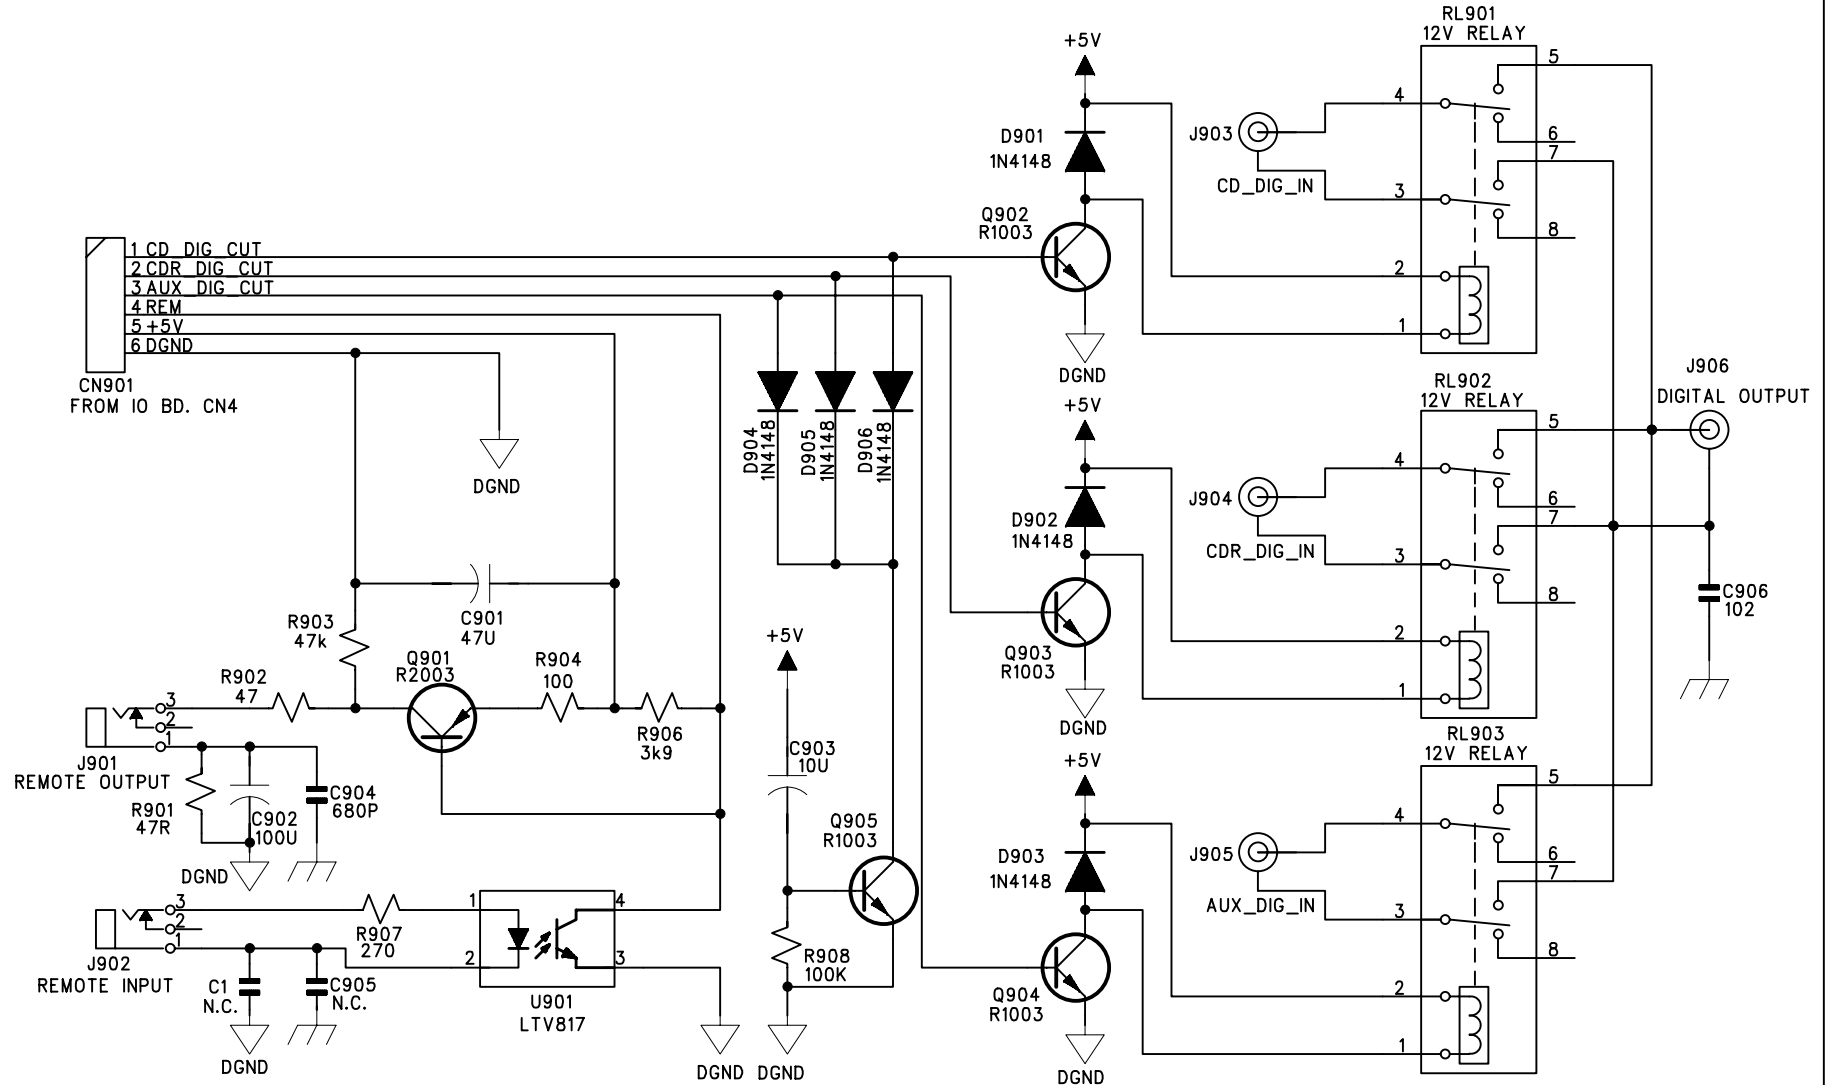 RL901
12V RELAY
+5V
5
4
D901
1N4148
J903
6
7
CD_DIG_IN
3
Q902
R1003
8
1 CD_DIG_CUT
2 CDR_DIG_CUT
3 AUX_DIG_CUT
4 REM
5 +5V
6 DGND
2
1
CN901
FROM IO BD. CN4
DGND
J906
DIGITAL OUTPUT
RL902
12V RELAY
+5V
5
D904
1N4148
D905
1N4148
D906
1N4148
4
DGND
J904
6
7
D902
1N4148
CDR_DIG_IN
3
8
C906
102
C901
47U
R903
47k
+5V
2
Q903
R1003
1
Q901
R2003
R904
100
R902
47
3
2
1
R906
3k9
DGND
RL903
12V RELAY
J901
REMOTE OUTPUT
C903
10U
+5V
5
R901
47R
C902
100U
C904
680P
Q905
R1003
4
DGND
D903
1N4148
J905
6
7
AUX_DIG_IN
3
8
3
2
1
R907
270
1
2
4
3
J902
REMOTE INPUT
R908
100K
C1
N.C.
C905
N.C.
U901
LTV817
Q904
R1003
2
1
DGND
DGND
DGND
DGND